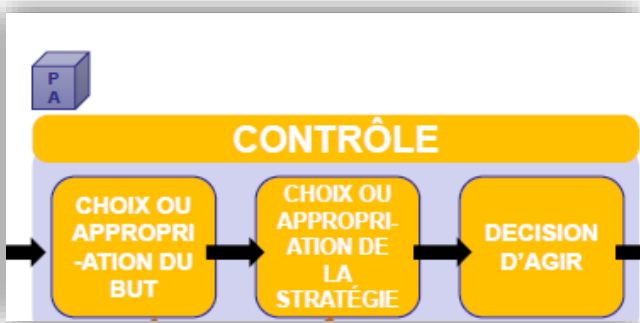 P
A
CONTRÔLE
CHOIX OU
APPROPRI
-ATION DU
BUT
CHOIX OU
APPROPRI-
ATION DE
LA
STRATÉGIE
DECISION
D'AGIR